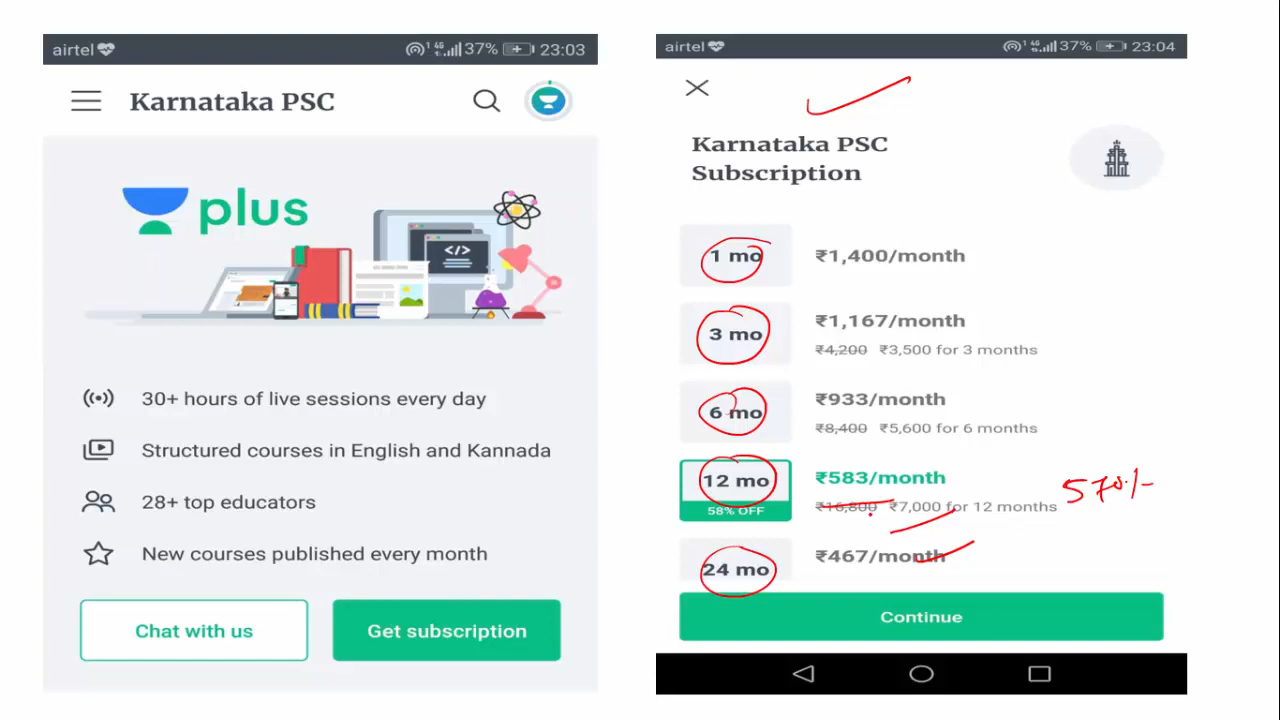 airtel 4G 37% 23:03
Karnataka PSC
plus
</>
30+ hours of live sessions every day
Structured courses in English and Kannada
28+ top educators
New courses published every month
Chat with us
Get subscription
airtel 4G 37% 23:04
Karnataka PSC
Subscription
1 mo ₹1,400/month
3 mo ₹1,167/month
₹4,200 ₹3,500 for 3 months
6 mo ₹933/month
₹8,400 ₹5,600 for 6 months
12 mo ₹583/month
58% OFF ₹16,800 ₹7,000 for 12 months
24 mo ₹467/month
Continue